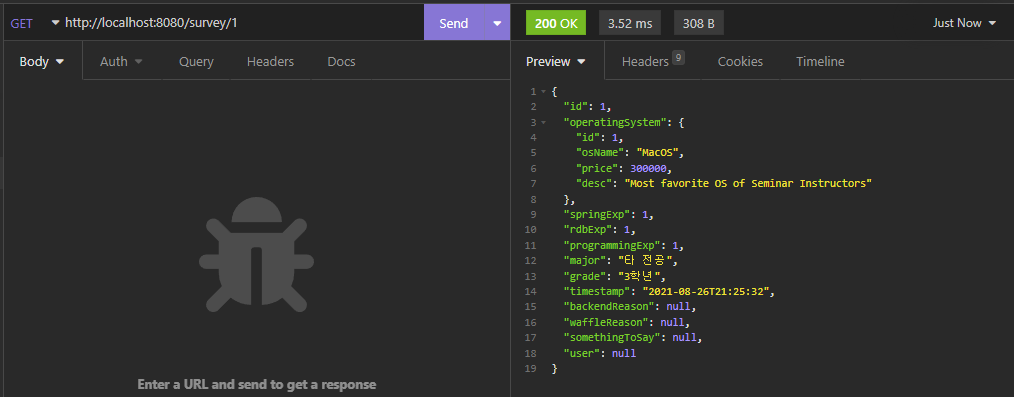 GET http://localhost:8080/survey/1 Send 200 OK 3.52 ms 308 B Just Now
Body Auth Query Headers Docs Preview Headers 9 Cookies Timeline
1 {
2 "id": 1,
3 "operatingSystem": {
4 "id": 1,
5 "osName": "MacOS",
6 "price": 300000,
7 "desc": "Most favorite OS of Seminar Instructors"
8 },
9 "springExp": 1,
10 "rdbExp": 1,
11 "programmingExp": 1,
12 "major": "타 전공",
13 "grade": "3학년",
14 "timestamp": "2021-08-26T21:25:32",
15 "backendReason": null,
16 "waffleReason": null,
17 "somethingToSay": null,
18 "user": null
19 }
Enter a URL and send to get a response